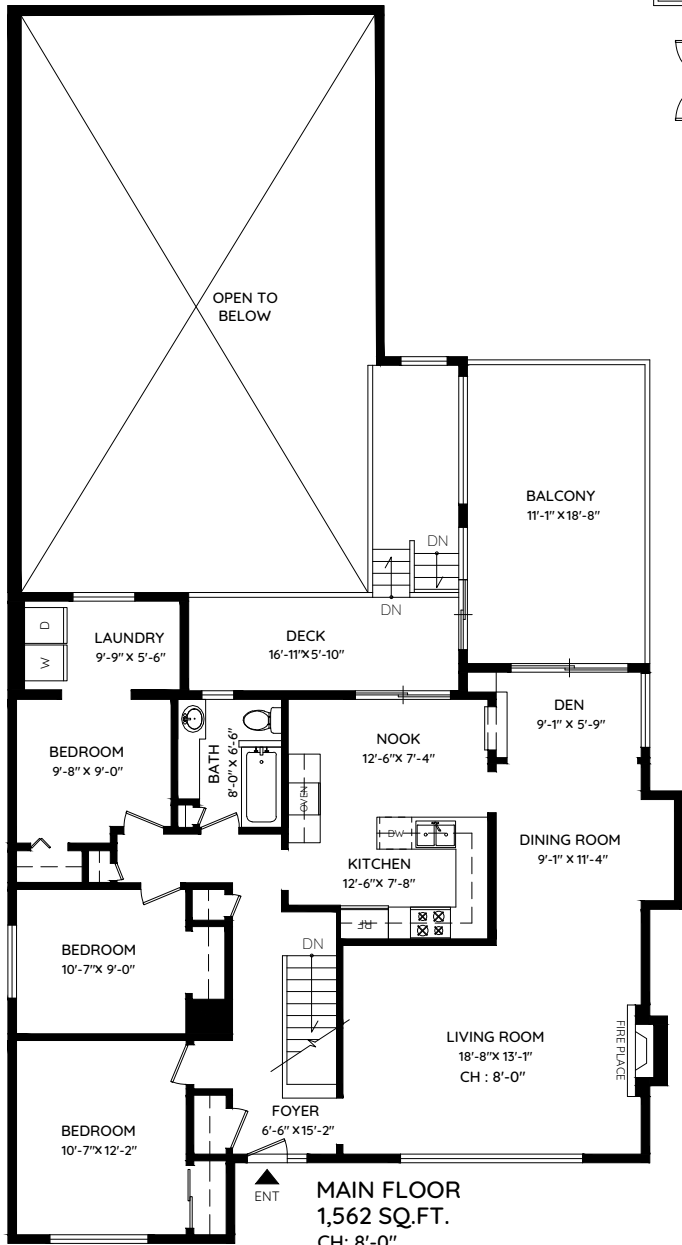 OPEN TO
BELOW
BALCONY
11'-1" X 18'-8"
DN
DN
D
W
LAUNDRY
9'-9" X 5'-6"
DECK
16'-11" X 5'-10"
DEN
9'-1" X 5'-9"
BEDROOM
9'-8" X 9'-0"
BATH
8'-0" X 6'-6"
NOOK
12'-6" X 7'-4"
OVEN
DW
KITCHEN
12'-6" X 7'-8"
DINING ROOM
9'-1" X 11'-4"
RF
BEDROOM
10'-7" X 9'-0"
DN
LIVING ROOM
18'-8" X 13'-1"
CH : 8'-0"
FIRE PLACE
FOYER
6'-6" X 15'-2"
BEDROOM
10'-7" X 12'-2"
ENT
MAIN FLOOR
1,562 SQ.FT.
CH: 8'-0"